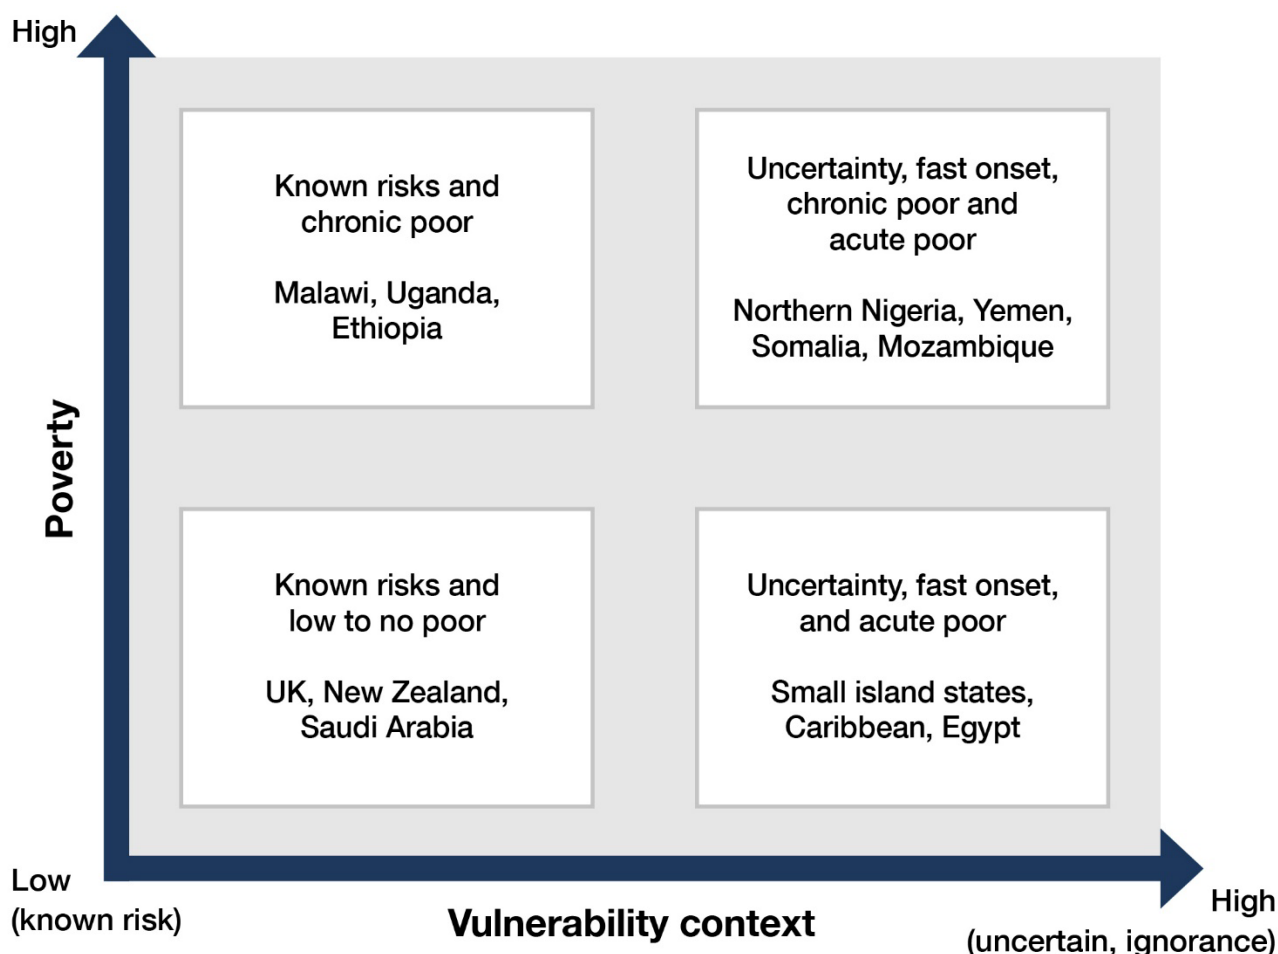 High
Known risks and
chronic poor
Malawi, Uganda,
Ethiopia
Uncertainty, fast onset,
chronic poor and
acute poor
Northern Nigeria, Yemen,
Somalia, Mozambique
Poverty
Known risks and
low to no poor
UK, New Zealand,
Saudi Arabia
Uncertainty, fast onset,
and acute poor
Small island states,
Caribbean, Egypt
Low
(known risk)
Vulnerability context
High
(uncertain, ignorance)